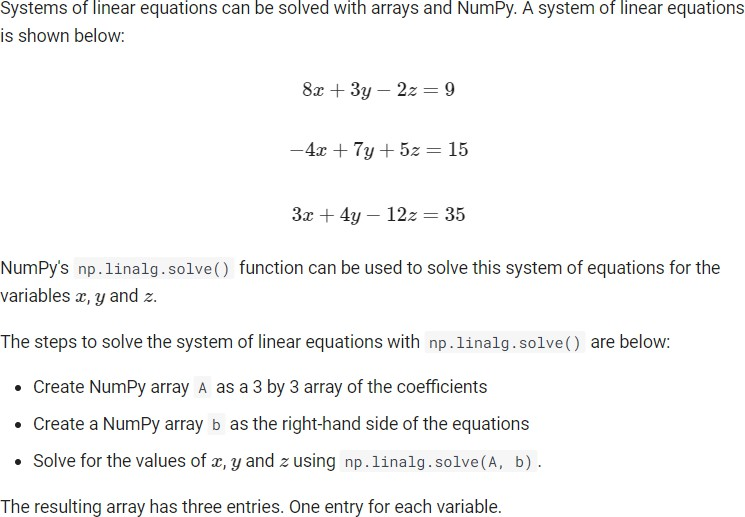 Systems of linear equations can be solved with arrays and NumPy. A system of linear equations
is shown below:
8x + 3y − 2z = 9
−4x + 7y + 5z = 15
3x + 4y − 12z = 35
NumPy's np.linalg.solve() function can be used to solve this system of equations for the
variables x, y and z.
The steps to solve the system of linear equations with np.linalg.solve() are below:
• Create NumPy array A as a 3 by 3 array of the coefficients
• Create a NumPy array b as the right-hand side of the equations
• Solve for the values of x, y and z using np.linalg.solve(A, b).
The resulting array has three entries. One entry for each variable.